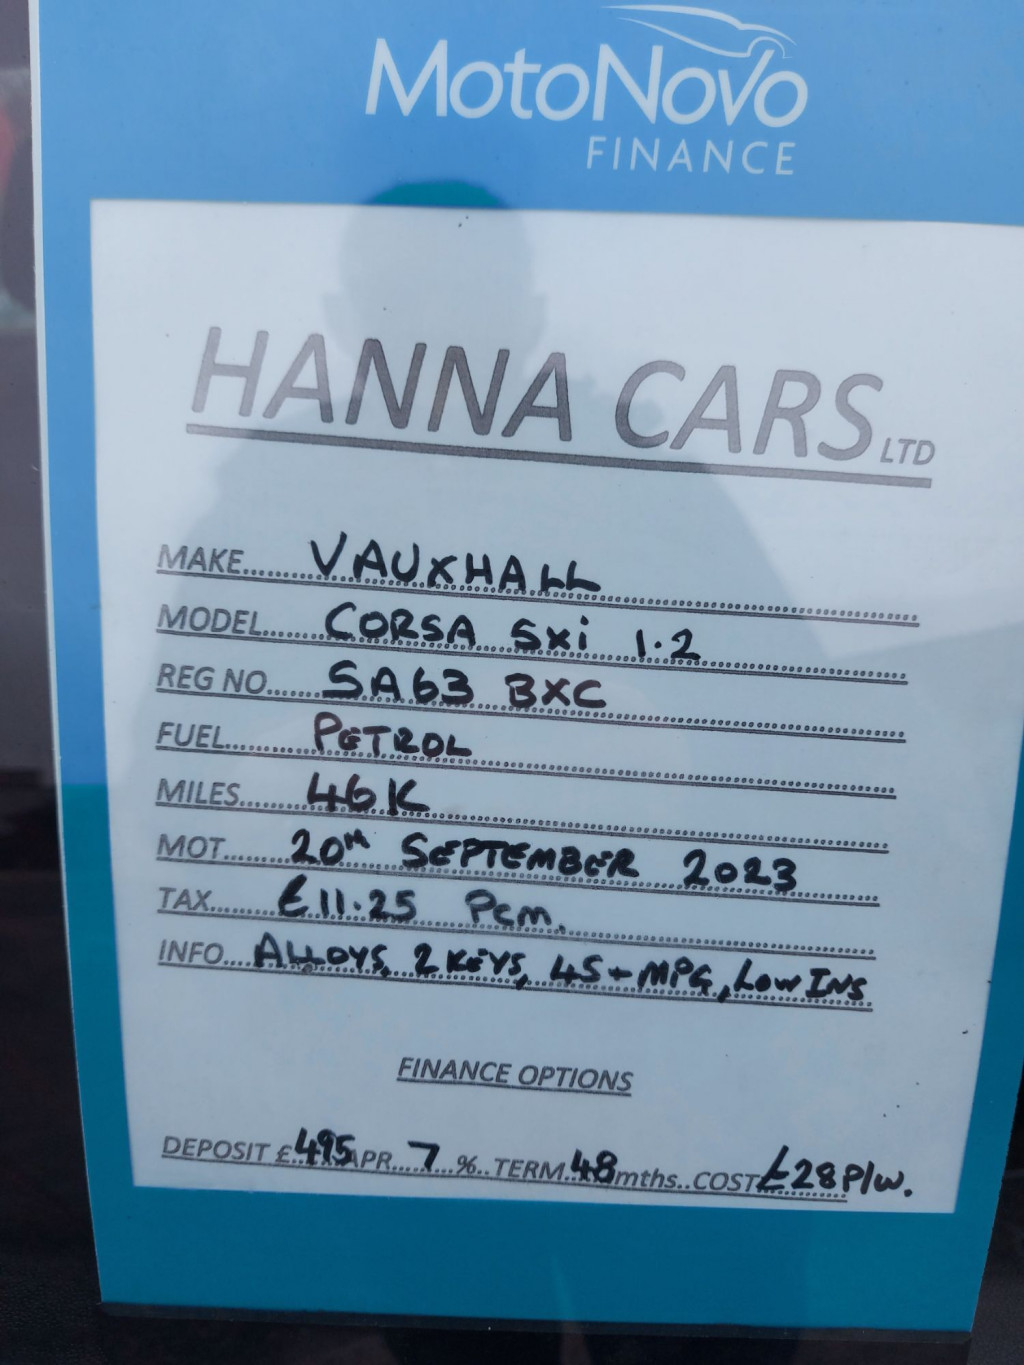 MotoNovo
FINANCE
HANNA CARS LTD
MAKE..... VAUXHALL
MODEL..... CORSA SXi 1.2
REG NO..... SA63 BXC
FUEL..... PETROL
MILES..... 46K
MOT..... 20TH SEPTEMBER 2023
TAX..... £11.25 Pcm.
INFO.... ALLOYS, 2 KEYS, 45+ MPG, LOW INS
FINANCE OPTIONS
DEPOSIT £ 495 APR.... 7 ...%.. TERM.. 48 mths.. COST £28 P/W.